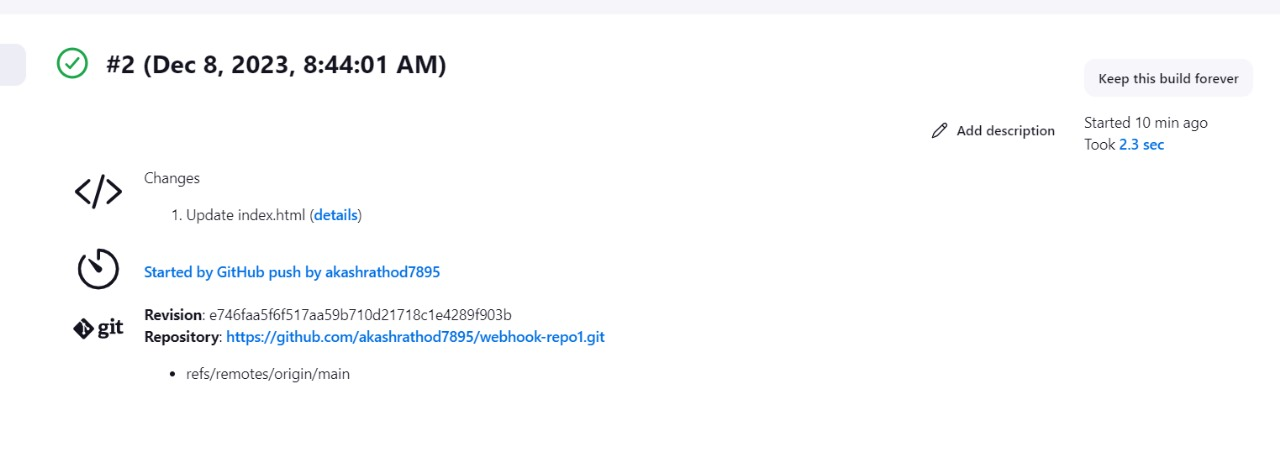 #2 (Dec 8, 2023, 8:44:01 AM)
Keep this build forever
Add description
Started 10 min ago
Took 2.3 sec
Changes
1. Update index.html (details)
Started by GitHub push by akashrathod7895
git
Revision: e746faa5f6f517aa59b710d21718c1e4289f903b
Repository: https://github.com/akashrathod7895/webhook-repo1.git
• refs/remotes/origin/main